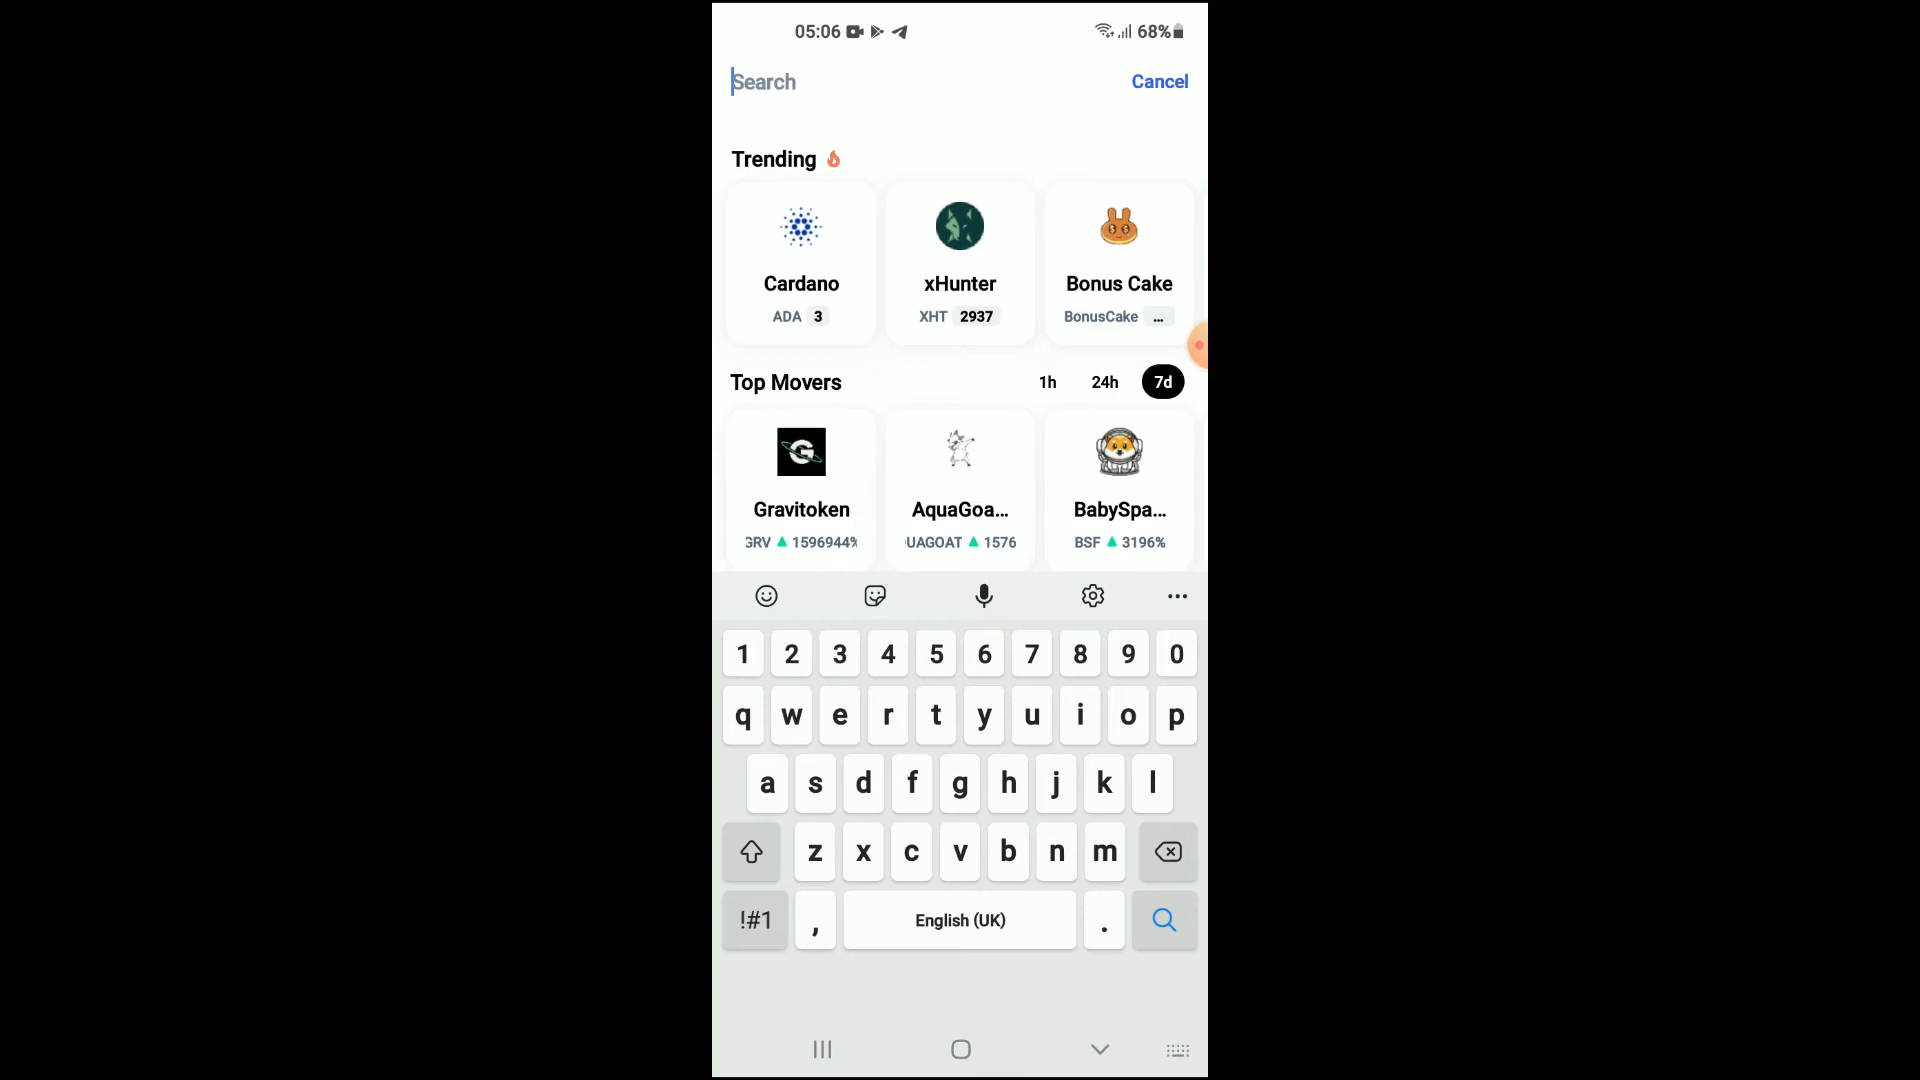 05:06 68%
Search Cancel
Trending
Cardano xHunter Bonus Cake
ADA 3 XHT 2937 BonusCake ...
Top Movers 1h 24h 7d
G
Gravitoken AquaGoa... BabySpa...
GRV ▲ 1596944% UAGOAT ▲ 1576 BSF ▲ 3196%
1 2 3 4 5 6 7 8 9 0
q w e r t y u i o p
a s d f g h j k l
z x c v b n m
!#1 , English (UK) .